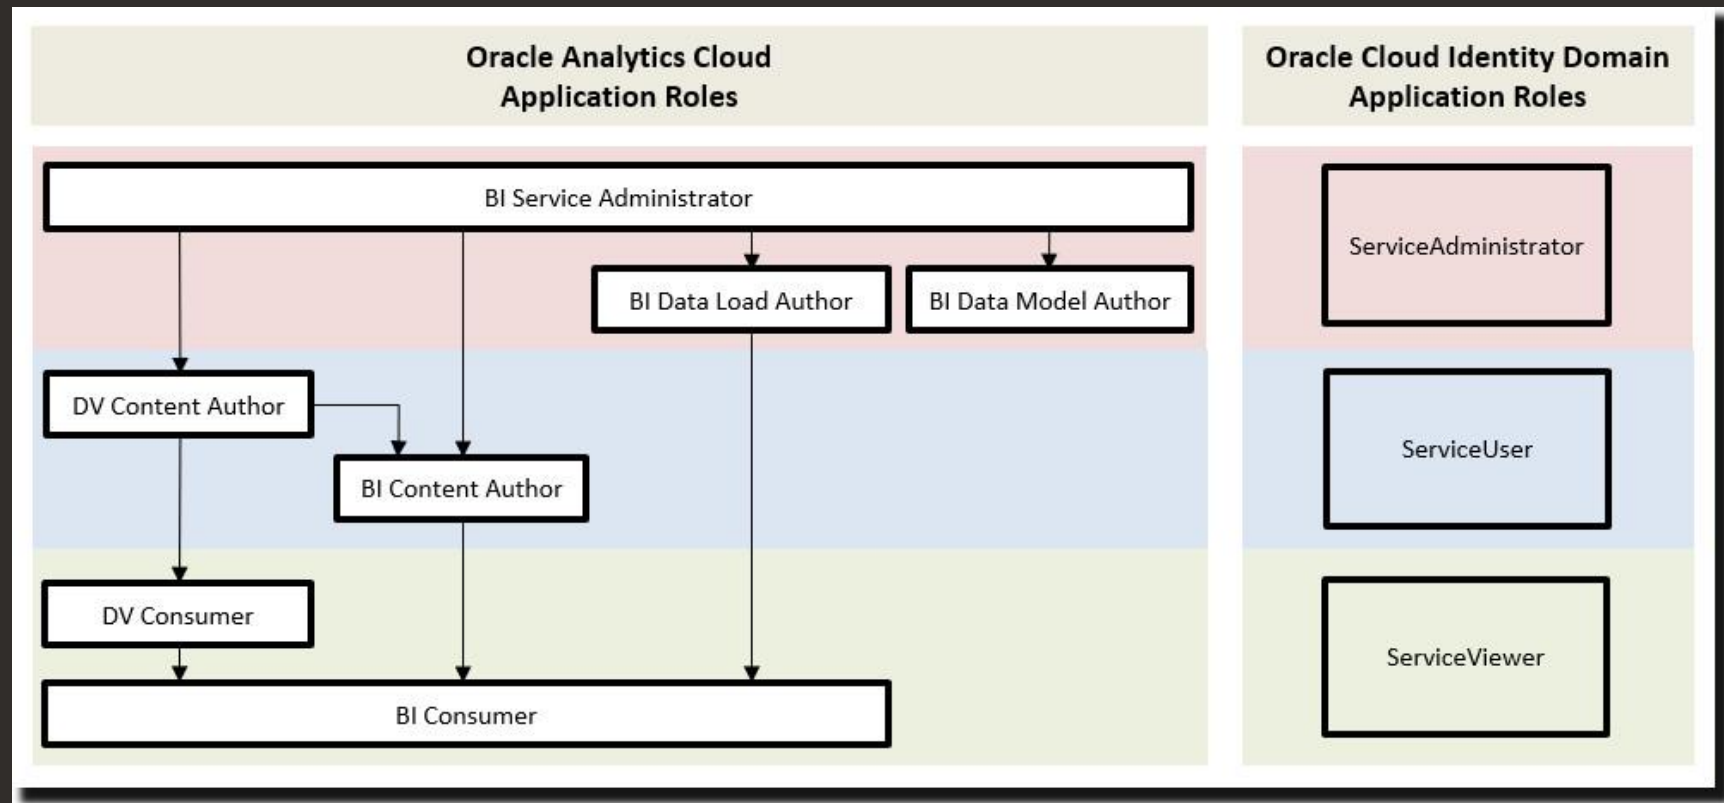 Oracle Analytics Cloud
Application Roles
Oracle Cloud Identity Domain
Application Roles
BI Service Administrator
BI Data Load Author
BI Data Model Author
ServiceAdministrator
DV Content Author
BI Content Author
ServiceUser
DV Consumer
BI Consumer
ServiceViewer